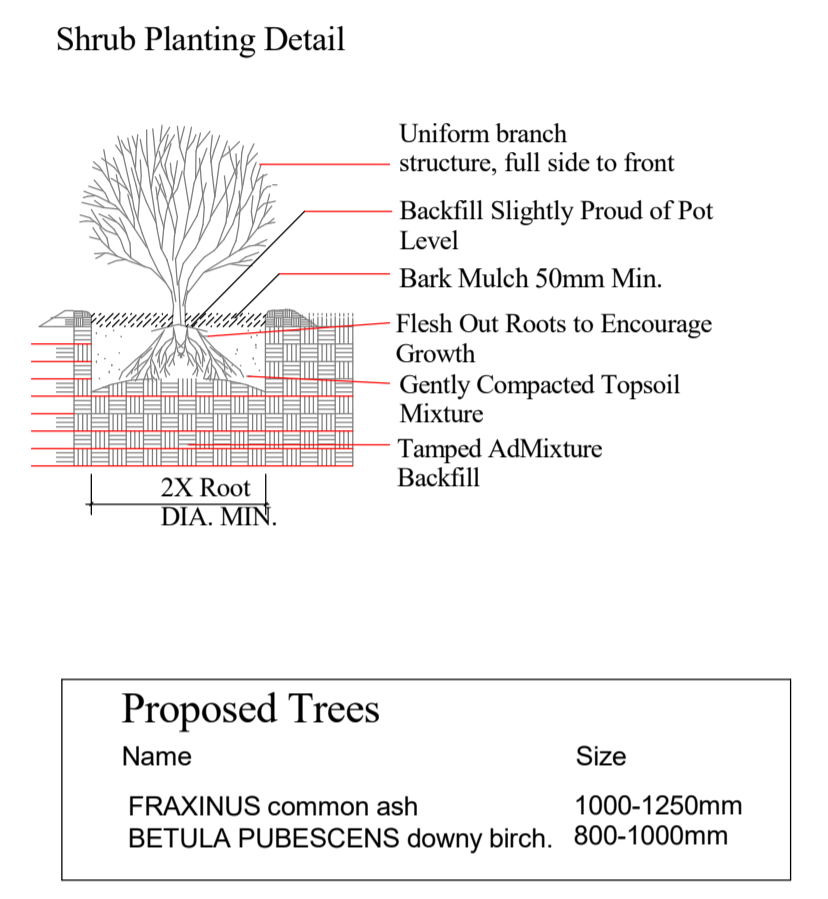 Shrub Planting Detail
Uniform branch
structure, full side to front
Backfill Slightly Proud of Pot
Level
Bark Mulch 50mm Min.
Flesh Out Roots to Encourage
Growth
Gently Compacted Topsoil
Mixture
Tamped AdMixture
Backfill
2X Root
DIA. MIN.
Proposed Trees
Name Size
FRAXINUS common ash 1000-1250mm
BETULA PUBESCENS downy birch. 800-1000mm